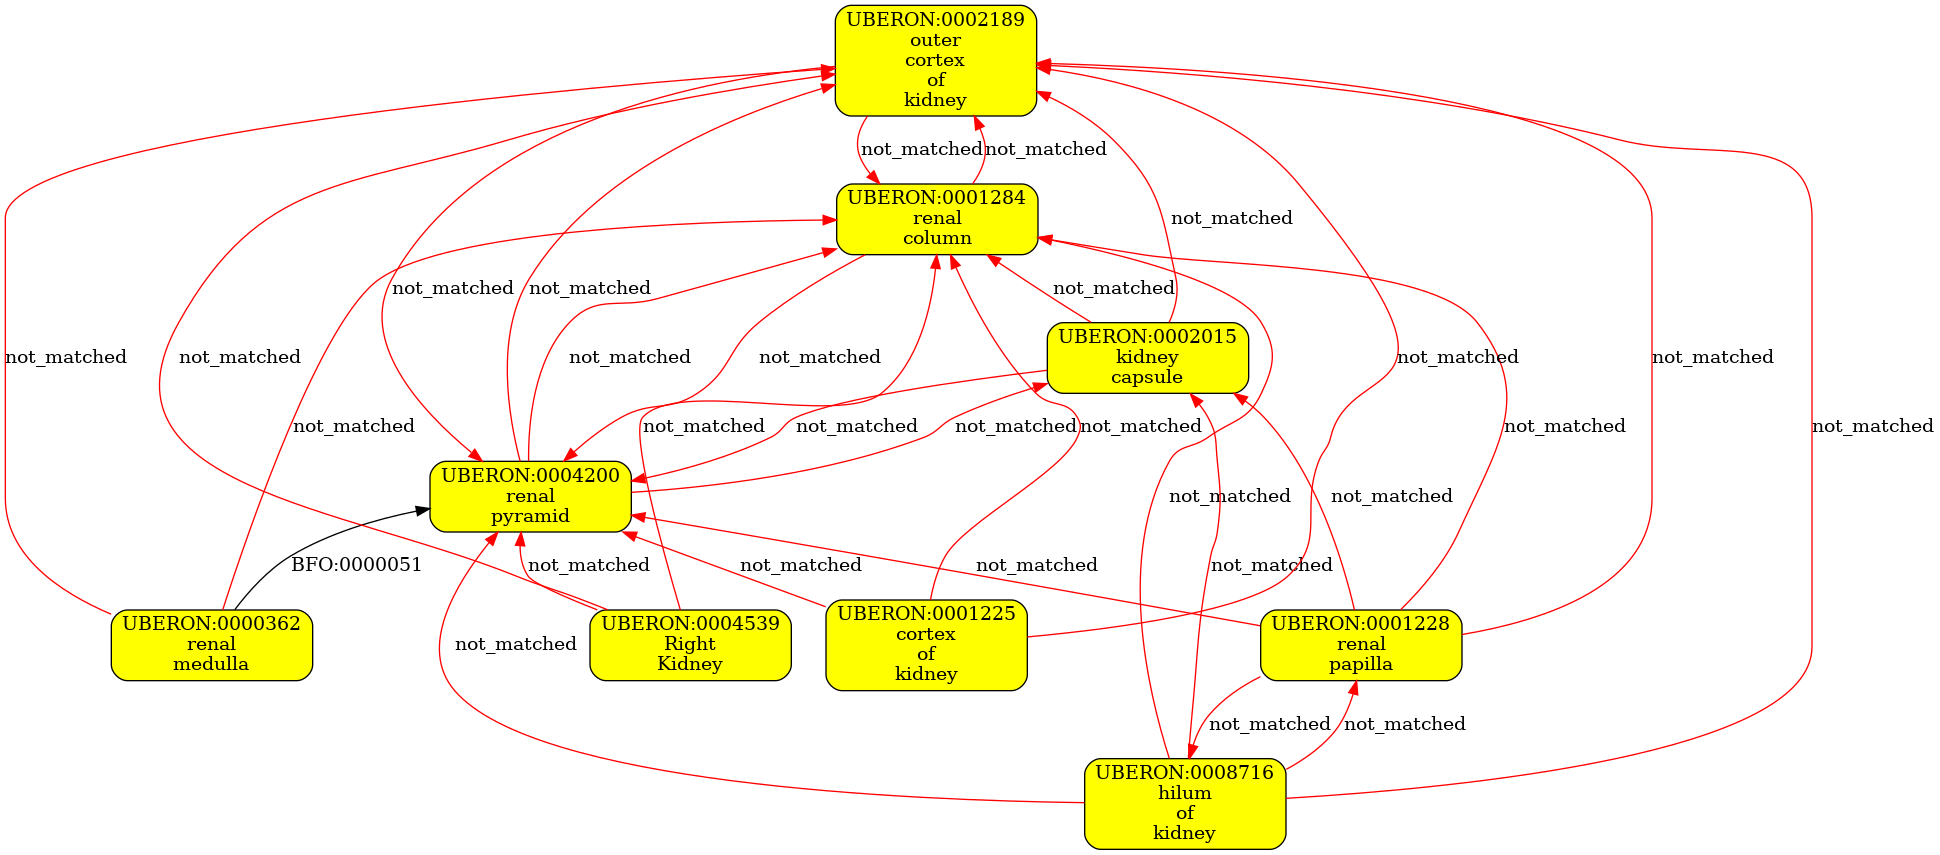 UBERON:0002189
outer
cortex
of
kidney
not_matched
not_matched
UBERON:0001284
renal
column
not_matched
not_matched
not_matched
not_matched
UBERON:0002015
kidney
capsule
not_matched
not_matched
not_matched
not_matched
not_matched
not_matched
not_matched
not_matched
not_matched
not_matched
not_matched
not_matched
not_matched
UBERON:0004200
renal
pyramid
not_matched
not_matched
BFO:0000051
not_matched
not_matched
not_matched
not_matched
UBERON:0000362
renal
medulla
not_matched
UBERON:0004539
Right
Kidney
UBERON:0001225
cortex
of
kidney
UBERON:0001228
renal
papilla
not_matched
not_matched
UBERON:0008716
hilum
of
kidney